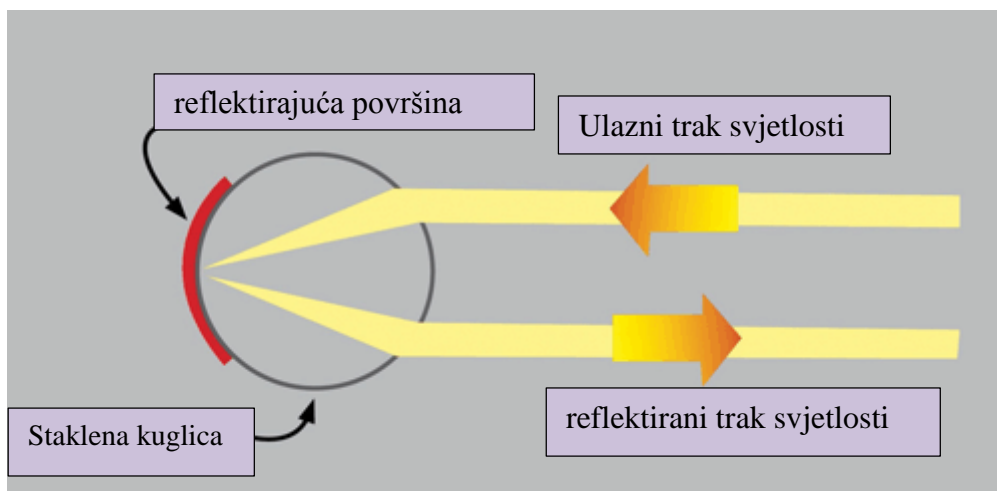 reflektirajuća površina
Ulazni trak svjetlosti
reflektirani trak svjetlosti
Staklena kuglica